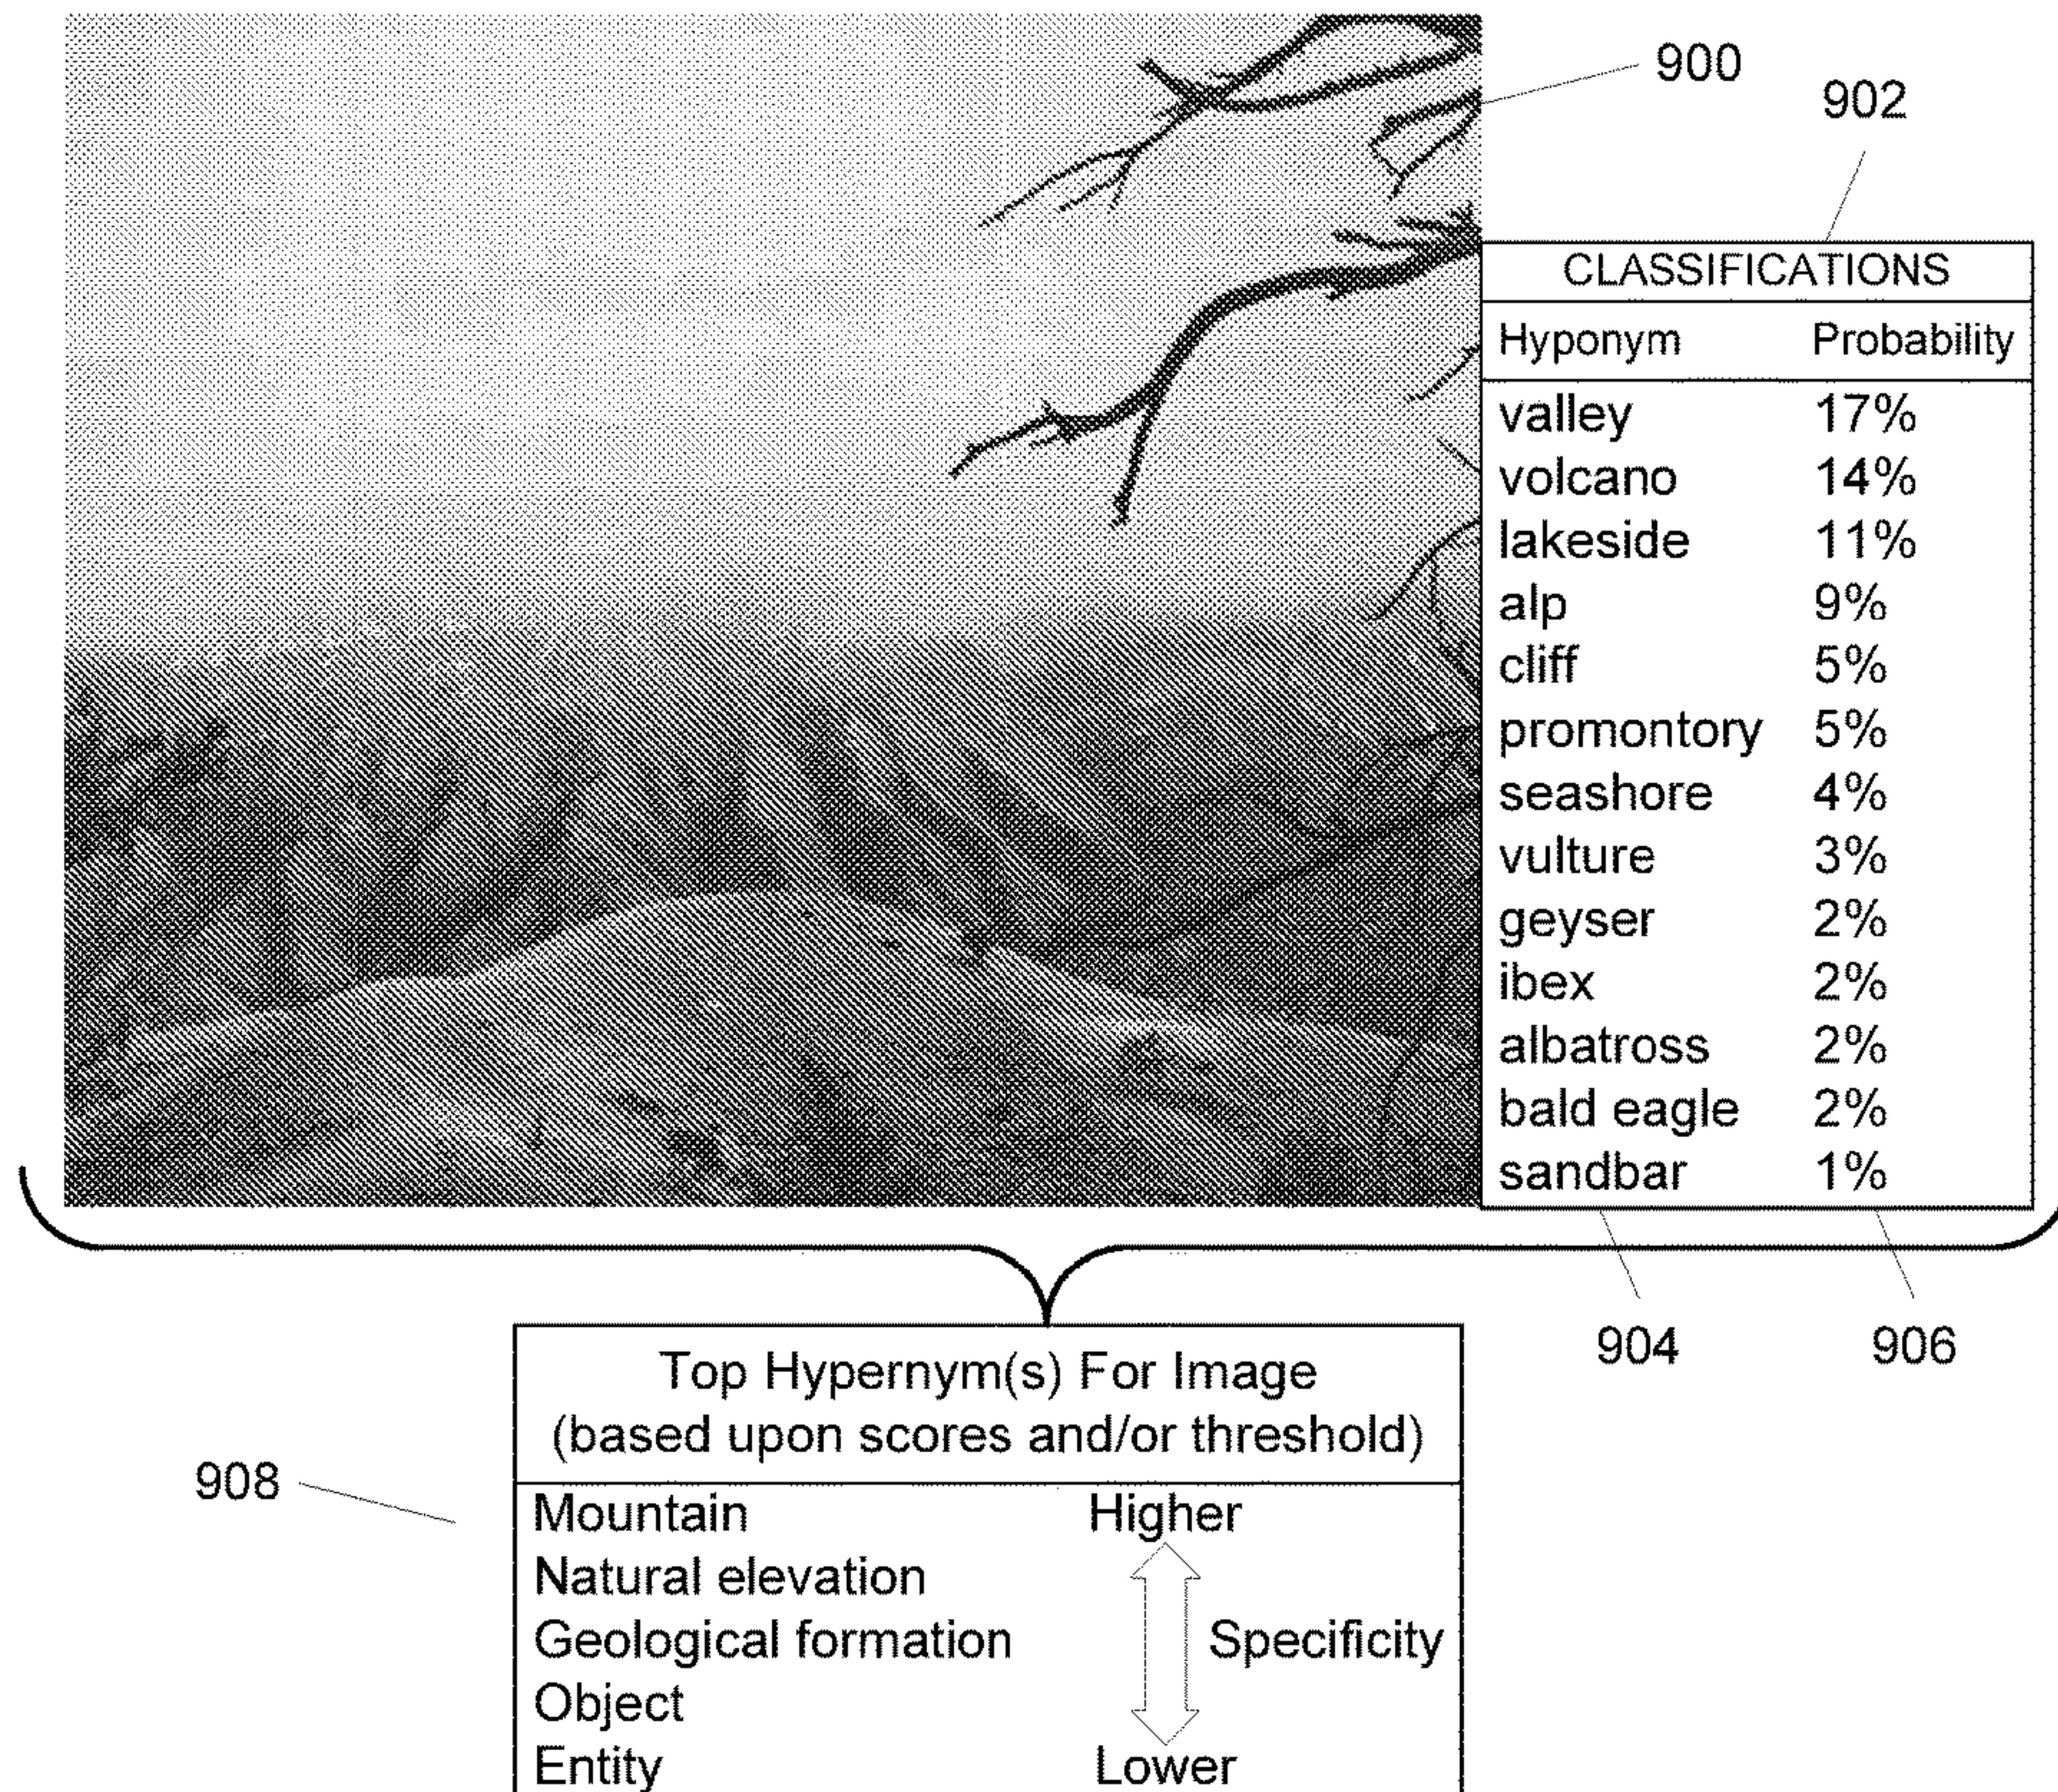 900
902
CLASSIFICATIONS
Hyponym Probability
valley 17%
volcano 14%
lakeside 11%
alp 9%
cliff 5%
promontory 5%
seashore 4%
vulture 3%
geyser 2%
ibex 2%
albatross 2%
bald eagle 2%
sandbar 1%
904 906
Top Hypernym(s) For Image
(based upon scores and/or threshold)
908
Mountain Higher
Natural elevation
Geological formation Specificity
Object
Entity Lower